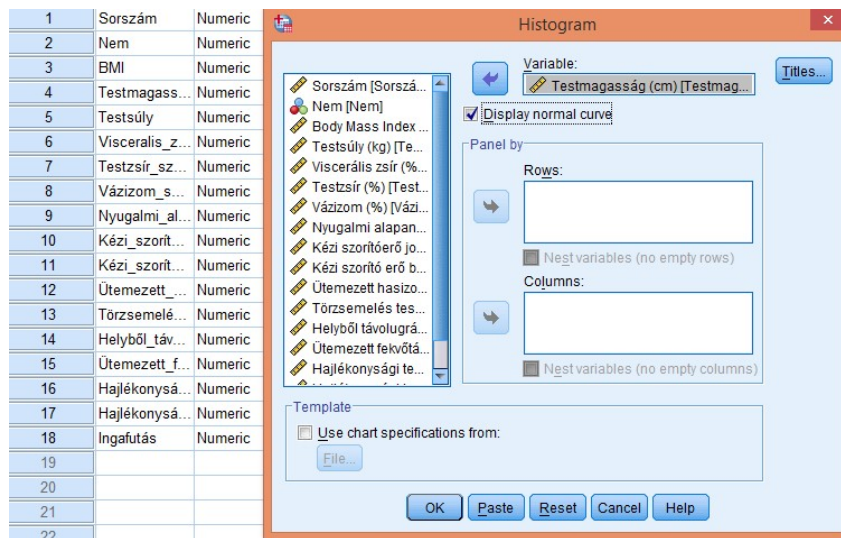 1 Sorszám Numeric
2 Nem Numeric
3 BMI Numeric
4 Testmagass... Numeric
5 Testsúly Numeric
6 Visceralis_z... Numeric
7 Testzsír_sz... Numeric
8 Vázizom_s... Numeric
9 Nyugalmi_al... Numeric
10 Kézi_szorít... Numeric
11 Kézi_szorít... Numeric
12 Ütemezett_... Numeric
13 Törzsemelé... Numeric
14 Helyből_táv... Numeric
15 Ütemezett_f... Numeric
16 Hajlékonysá... Numeric
17 Hajlékonysá... Numeric
18 Ingafutás Numeric
19
20
21
22
Histogram
Sorszám [Sorszá...
Nem [Nem]
Body Mass Index ...
Testsúly (kg) [Te...
Viscerális zsír (%...
Testzsír (%) [Test...
Vázizom (%) [Vázi...
Nyugalmi alapan...
Kézi szorítóerő jo...
Kézi szorító erő b...
Ütemezett hasizo...
Törzsemelés tes...
Helyből távolugrá...
Ütemezett fekvőtá...
Hajlékonysági te...
Variable:
Testmagasság (cm) [Testmag...
Titles...
Display normal curve
Panel by
Rows:
Nest variables (no empty rows)
Columns:
Nest variables (no empty columns)
Template
Use chart specifications from:
File...
OK Paste Reset Cancel Help